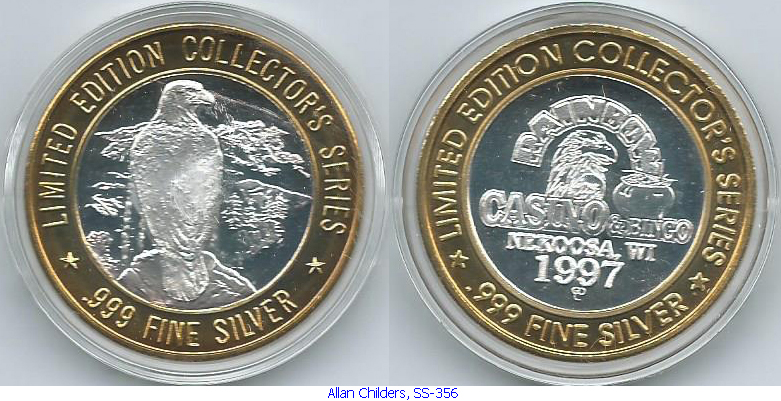 LIMITED EDITION COLLECTOR'S SERIES
.999 FINE SILVER
LIMITED EDITION COLLECTOR'S SERIES
RAINBOW
CASINO & BINGO
NEKOOSA, WI
1997
.999 FINE SILVER
Allan Childers, SS-356